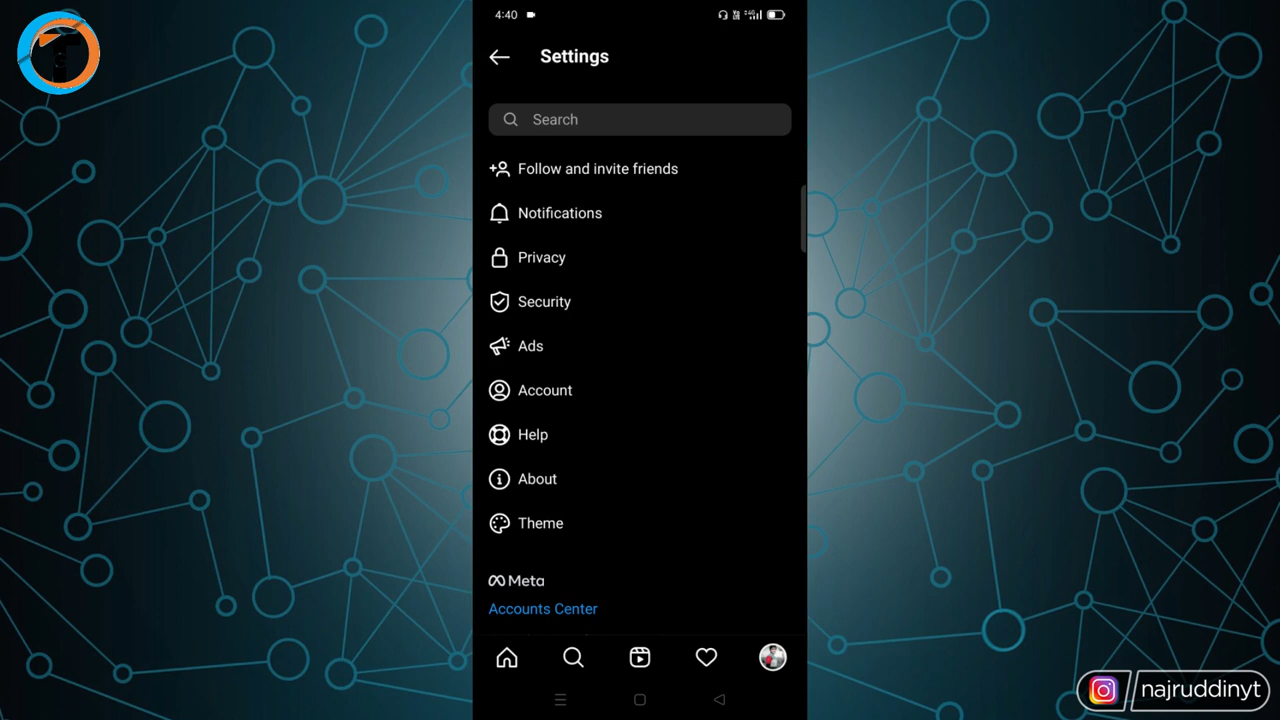 4:40
Settings
Search
Follow and invite friends
Notifications
Privacy
Security
Ads
Account
Help
About
Theme
Meta
Accounts Center
najruddinyt